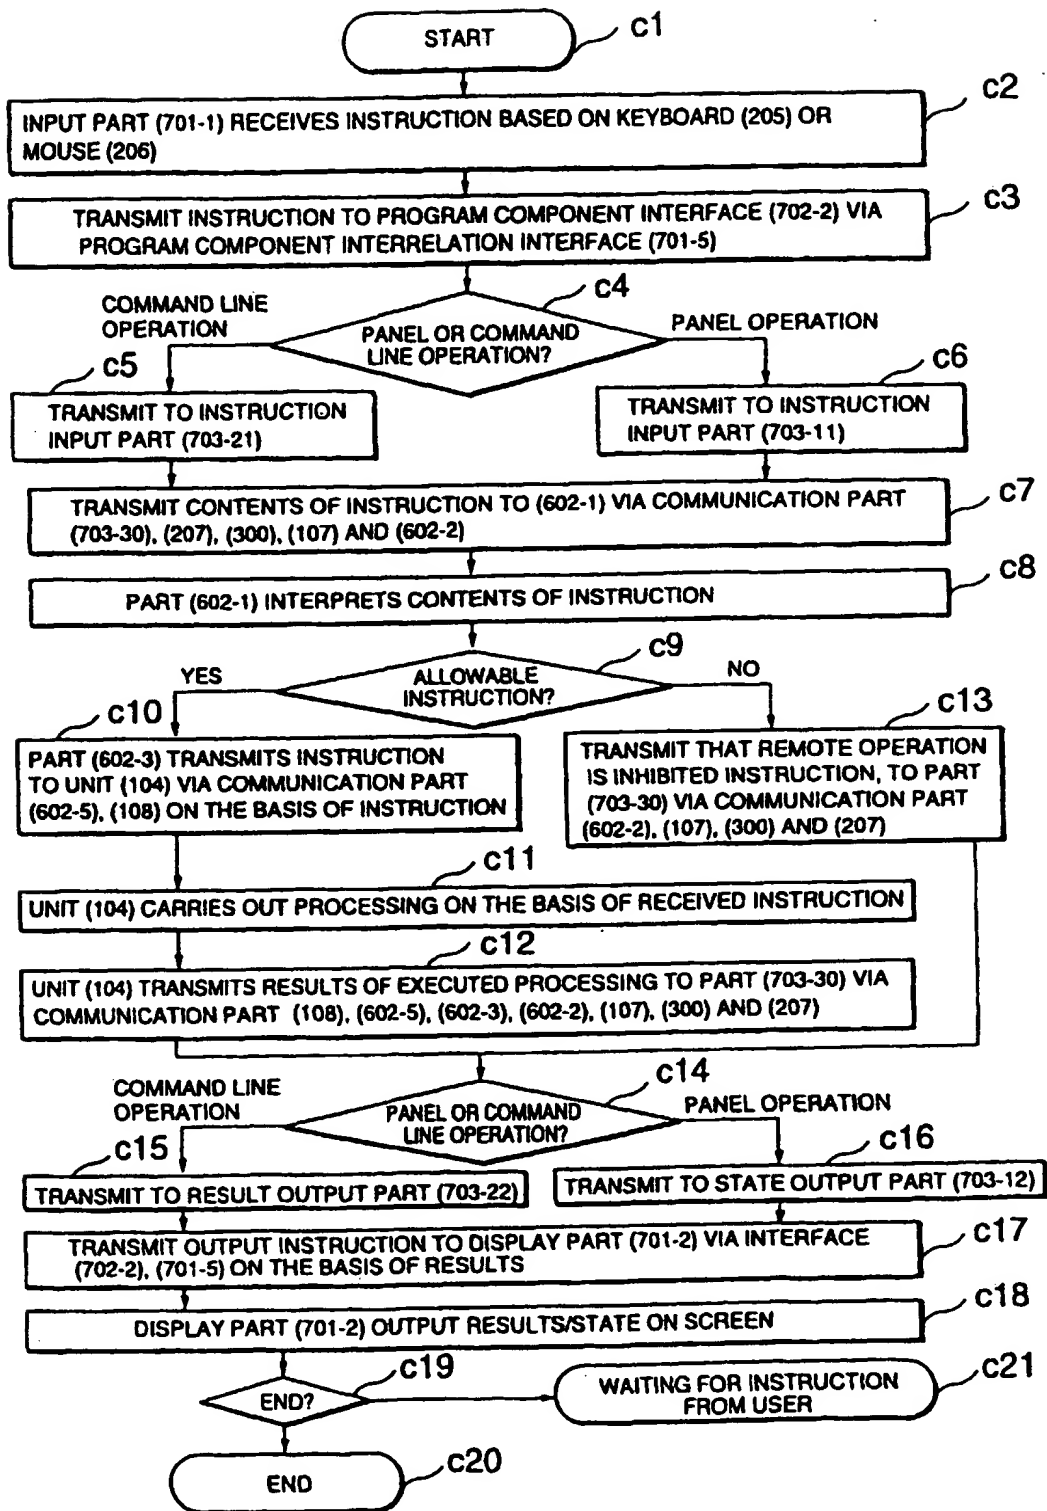 START
c1
c2
INPUT PART (701-1) RECEIVES INSTRUCTION BASED ON KEYBOARD (205) OR
MOUSE (206)
c3
TRANSMIT INSTRUCTION TO PROGRAM COMPONENT INTERFACE (702-2) VIA
PROGRAM COMPONENT INTERRELATION INTERFACE (701-5)
c4
COMMAND LINE
OPERATION
PANEL OR COMMAND
LINE OPERATION?
PANEL OPERATION
c5
TRANSMIT TO INSTRUCTION
INPUT PART (703-21)
c6
TRANSMIT TO INSTRUCTION
INPUT PART (703-11)
c7
TRANSMIT CONTENTS OF INSTRUCTION TO (602-1) VIA COMMUNICATION PART
(703-30), (207), (300), (107) AND (602-2)
c8
PART (602-1) INTERPRETS CONTENTS OF INSTRUCTION
c9
YES
ALLOWABLE
INSTRUCTION?
NO
c10
PART (602-3) TRANSMITS INSTRUCTION
TO UNIT (104) VIA COMMUNICATION PART
(602-5), (108) ON THE BASIS OF INSTRUCTION
c13
TRANSMIT THAT REMOTE OPERATION
IS INHIBITED INSTRUCTION, TO PART
(703-30) VIA COMMUNICATION PART
(602-2), (107), (300) AND (207)
c11
UNIT (104) CARRIES OUT PROCESSING ON THE BASIS OF RECEIVED INSTRUCTION
c12
UNIT (104) TRANSMITS RESULTS OF EXECUTED PROCESSING TO PART (703-30) VIA
COMMUNICATION PART (108), (602-5), (602-3), (602-2), (107), (300) AND (207)
c14
COMMAND LINE
OPERATION
PANEL OR COMMAND
LINE OPERATION?
PANEL OPERATION
c15
TRANSMIT TO RESULT OUTPUT PART (703-22)
c16
TRANSMIT TO STATE OUTPUT PART (703-12)
c17
TRANSMIT OUTPUT INSTRUCTION TO DISPLAY PART (701-2) VIA INTERFACE
(702-2), (701-5) ON THE BASIS OF RESULTS
c18
DISPLAY PART (701-2) OUTPUT RESULTS/STATE ON SCREEN
c19
END?
c21
WAITING FOR INSTRUCTION
FROM USER
c20
END